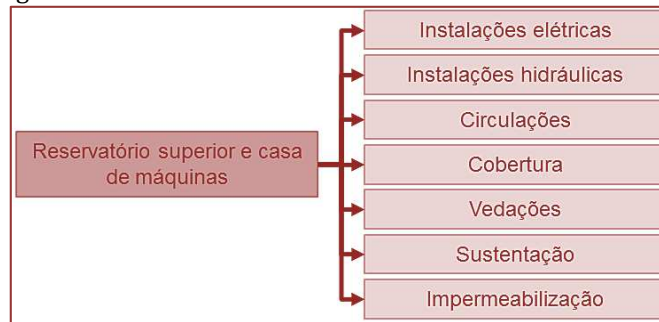 Instalações elétricas
Instalações hidráulicas
Circulações
Reservatório superior e casa
de máquinas
Cobertura
Vedações
Sustentação
Impermeabilização